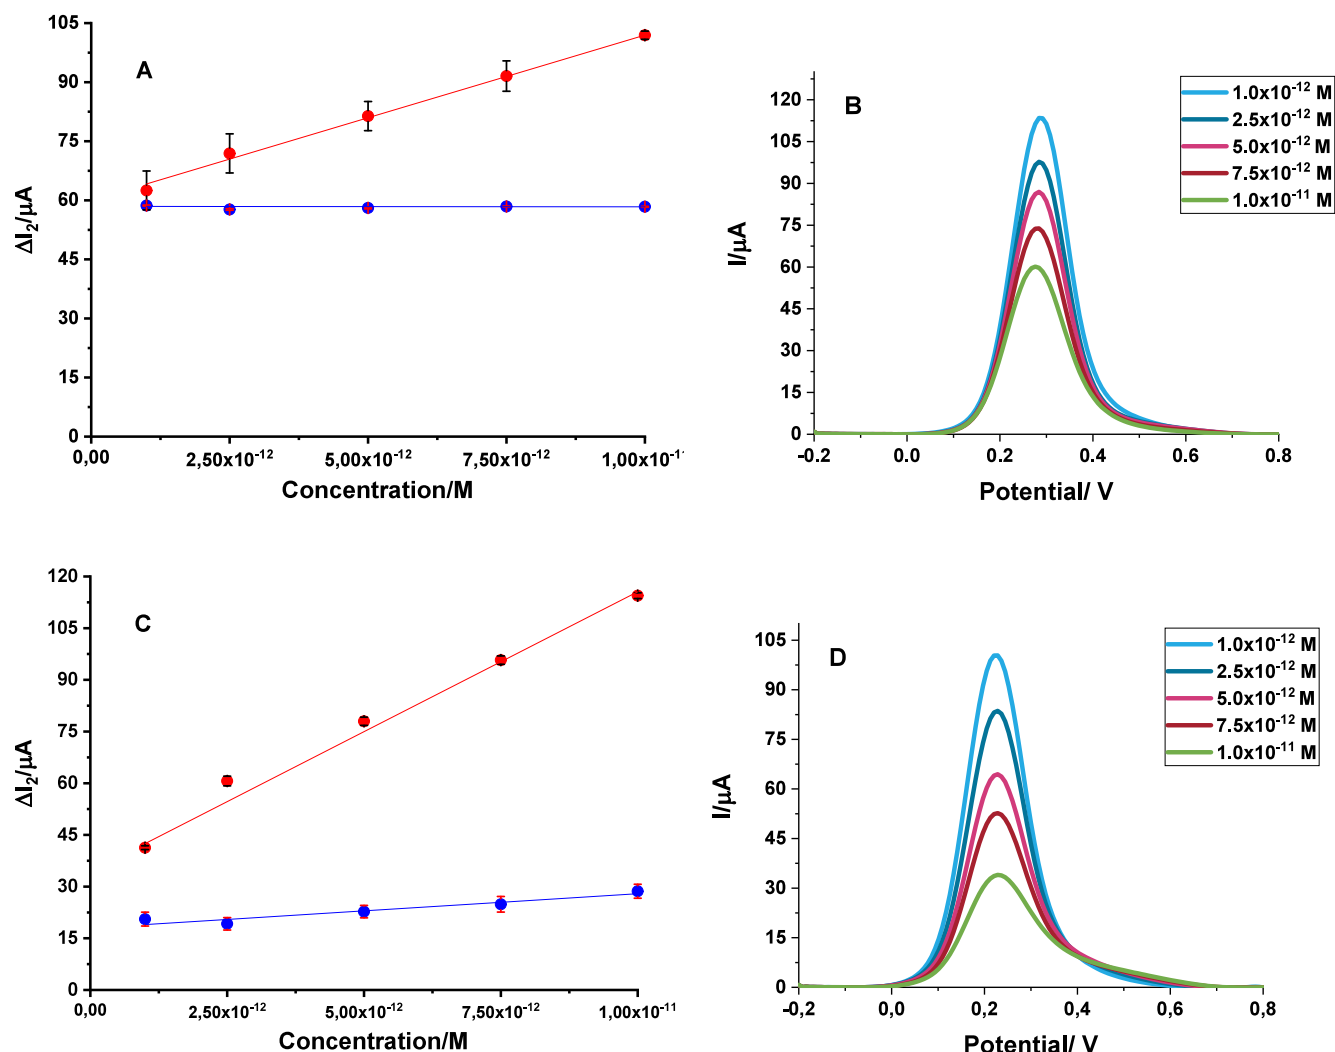 A
105
90
75
60
45
30
15
0
ΔI₂/μA
0,00
2,50x10⁻¹²
5,00x10⁻¹²
7,50x10⁻¹²
1,00x10⁻¹
Concentration/M
B
1.0x10⁻¹² M
2.5x10⁻¹² M
5.0x10⁻¹² M
7.5x10⁻¹² M
1.0x10⁻¹¹ M
120
105
90
75
60
45
30
15
0
I/μA
-0.2
0.0
0.2
0.4
0.6
0.8
Potential/ V
C
120
105
90
75
60
45
30
15
0
ΔI₂/μA
0,00
2,50x10⁻¹²
5,00x10⁻¹²
7,50x10⁻¹²
1,00x10⁻¹¹
Concentration/M
D
1.0x10⁻¹² M
2.5x10⁻¹² M
5.0x10⁻¹² M
7.5x10⁻¹² M
1.0x10⁻¹¹ M
105
90
75
60
45
30
15
0
I/μA
-0,2
0,0
0,2
0,4
0,6
0,8
Potential/ V